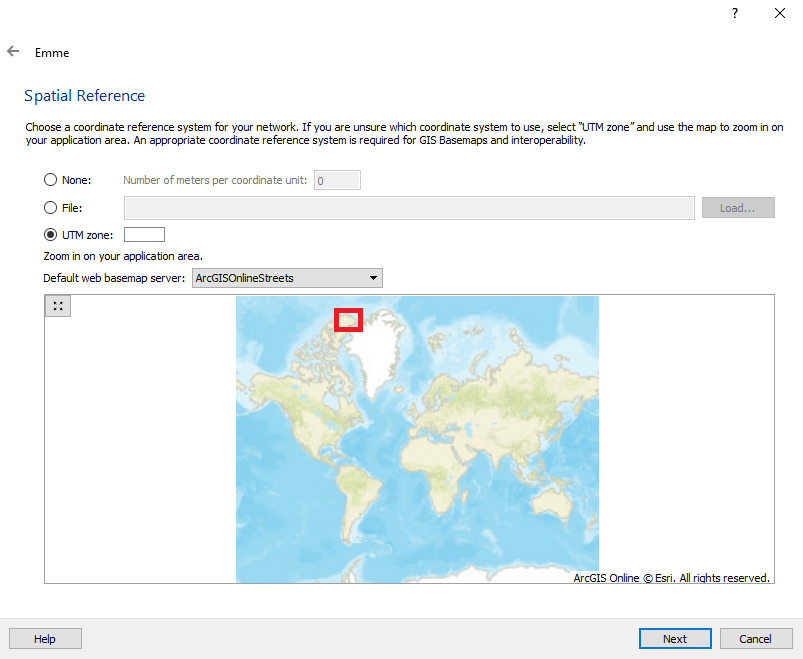 ?
Emme
Spatial Reference
Choose a coordinate reference system for your network. If you are unsure which coordinate system to use, select “UTM zone” and use the map to zoom in on
your application area. An appropriate coordinate reference system is required for GIS Basemaps and interoperability.
None: Number of meters per coordinate unit: 0
File: Load...
UTM zone:
Zoom in on your application area.
Default web basemap server: ArcGISOnlineStreets
ArcGIS Online © Esri. All rights reserved.
Help Next Cancel